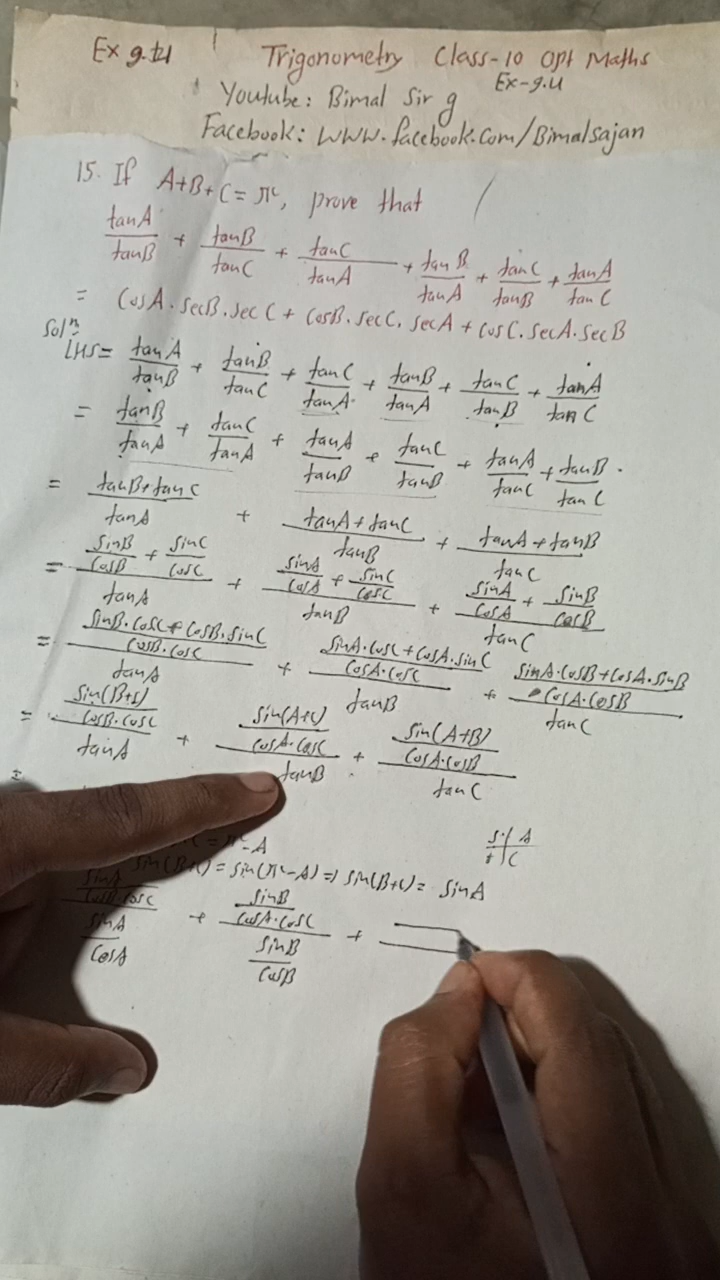 Ex 9.4 Trigonometry Class-10 Opt Maths
Ex-9.4
Youtube: Bimal Sir g
Facebook: WWW.facebook.Com/Bimalsajan
15. If A+B+C = π^c, prove that
tanA/tanB + tanB/tanC + tanC/tanA + tanB/tanA + tanC/tanB + tanA/tanC
= CosA.secB.secC + CosB.secC.secA + CosC.secA.secB
Solⁿ
LHS = tanA/tanB + tanB/tanC + tanC/tanA + tanB/tanA + tanC/tanB + tanA/tanC
= tanB/tanA + tanC/tanA + tanA/tanB + tanC/tanB + tanA/tanC + tanB/tanC
= (tanB+tanC)/tanA + (tanA+tanC)/tanB + (tanA+tanB)/tanC
= (SinB/CosB + SinC/CosC)/tanA + (SinA/CosA + SinC/CosC)/tanB + (SinA/CosA + SinB/CosB)/tanC
= ((SinB.CosC+CosB.SinC)/(CosB.CosC))/tanA + ((SinA.CosC+CosA.SinC)/(CosA.CosC))/tanB + ((SinA.CosB+CosA.SinB)/(CosA.CosB))/tanC
= (Sin(B+C)/(CosB.CosC))/tanA + (Sin(A+C)/(CosA.CosC))/tanB + (Sin(A+B)/(CosA.CosB))/tanC
C = π^c-A
S A
t C
Sin(B+C) = Sin(π^c-A) ⇒ Sin(B+C) = SinA
(SinA/(CosB.CosC))/(SinA/CosA) + (SinB/(CosA.CosC))/(SinB/CosB) +